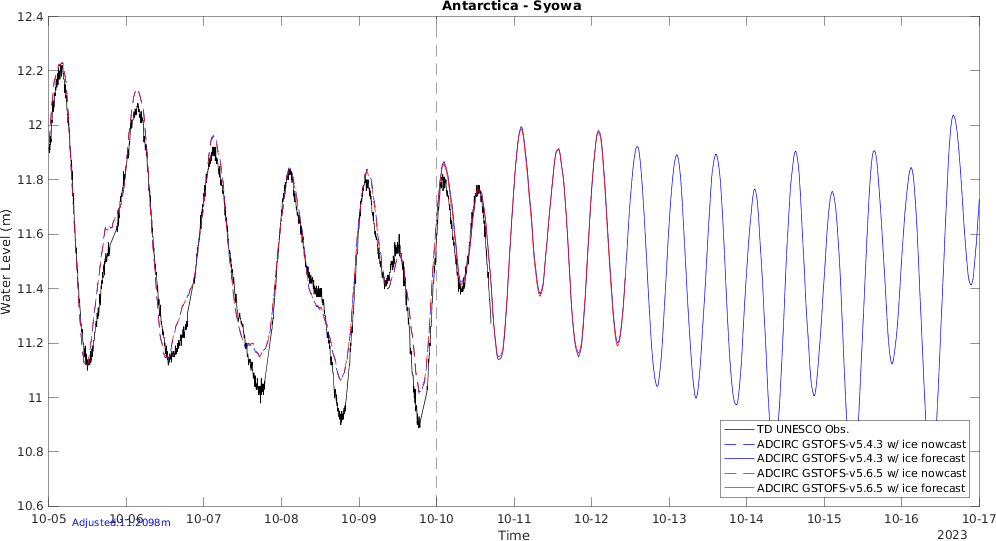 Antarctica - Syowa
12.4
12.2
12
11.8
11.6
11.4
11.2
11
10.8
10.6
Water Level (m)
TD UNESCO Obs.
ADCIRC GSTOFS-v5.4.3 w/ ice nowcast
ADCIRC GSTOFS-v5.4.3 w/ ice forecast
ADCIRC GSTOFS-v5.6.5 w/ ice nowcast
ADCIRC GSTOFS-v5.6.5 w/ ice forecast
10-05 10-06 10-07 10-08 10-09 10-10 10-11 10-12 10-13 10-14 10-15 10-16 10-17
Adjusted:11.2098m
Time
2023